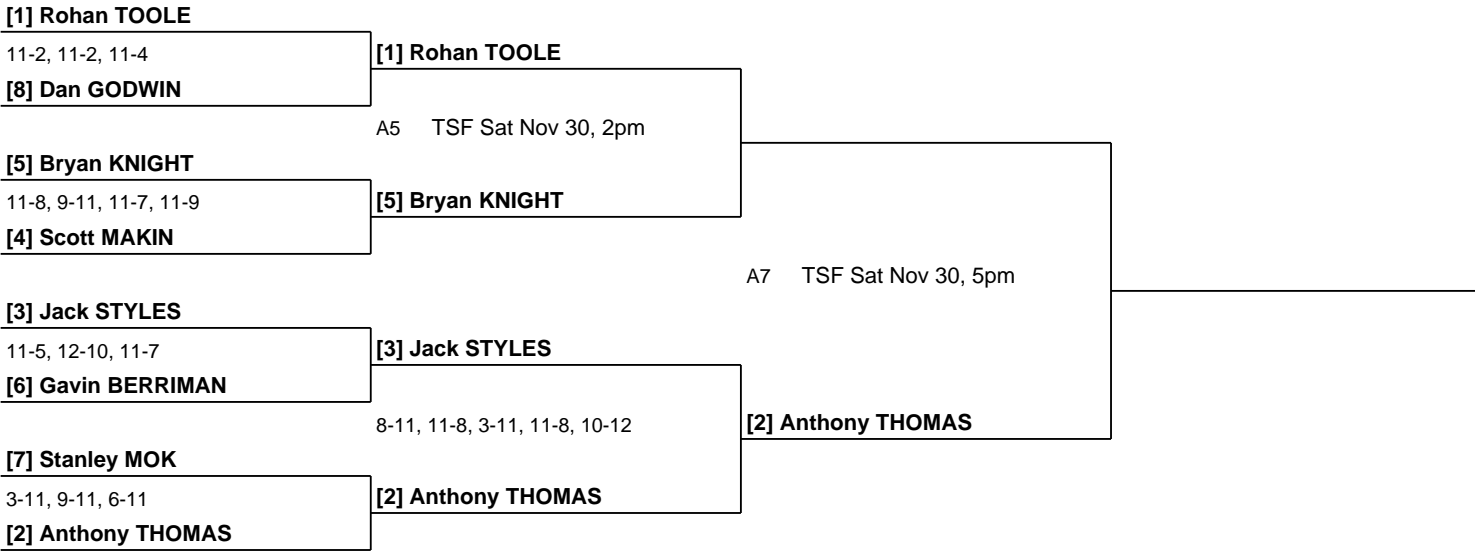 [1] Rohan TOOLE
11-2, 11-2, 11-4
[1] Rohan TOOLE
[8] Dan GODWIN
A5 TSF Sat Nov 30, 2pm
[5] Bryan KNIGHT
11-8, 9-11, 11-7, 11-9
[5] Bryan KNIGHT
[4] Scott MAKIN
A7 TSF Sat Nov 30, 5pm
[3] Jack STYLES
11-5, 12-10, 11-7
[3] Jack STYLES
[6] Gavin BERRIMAN
8-11, 11-8, 3-11, 11-8, 10-12
[2] Anthony THOMAS
[7] Stanley MOK
3-11, 9-11, 6-11
[2] Anthony THOMAS
[2] Anthony THOMAS